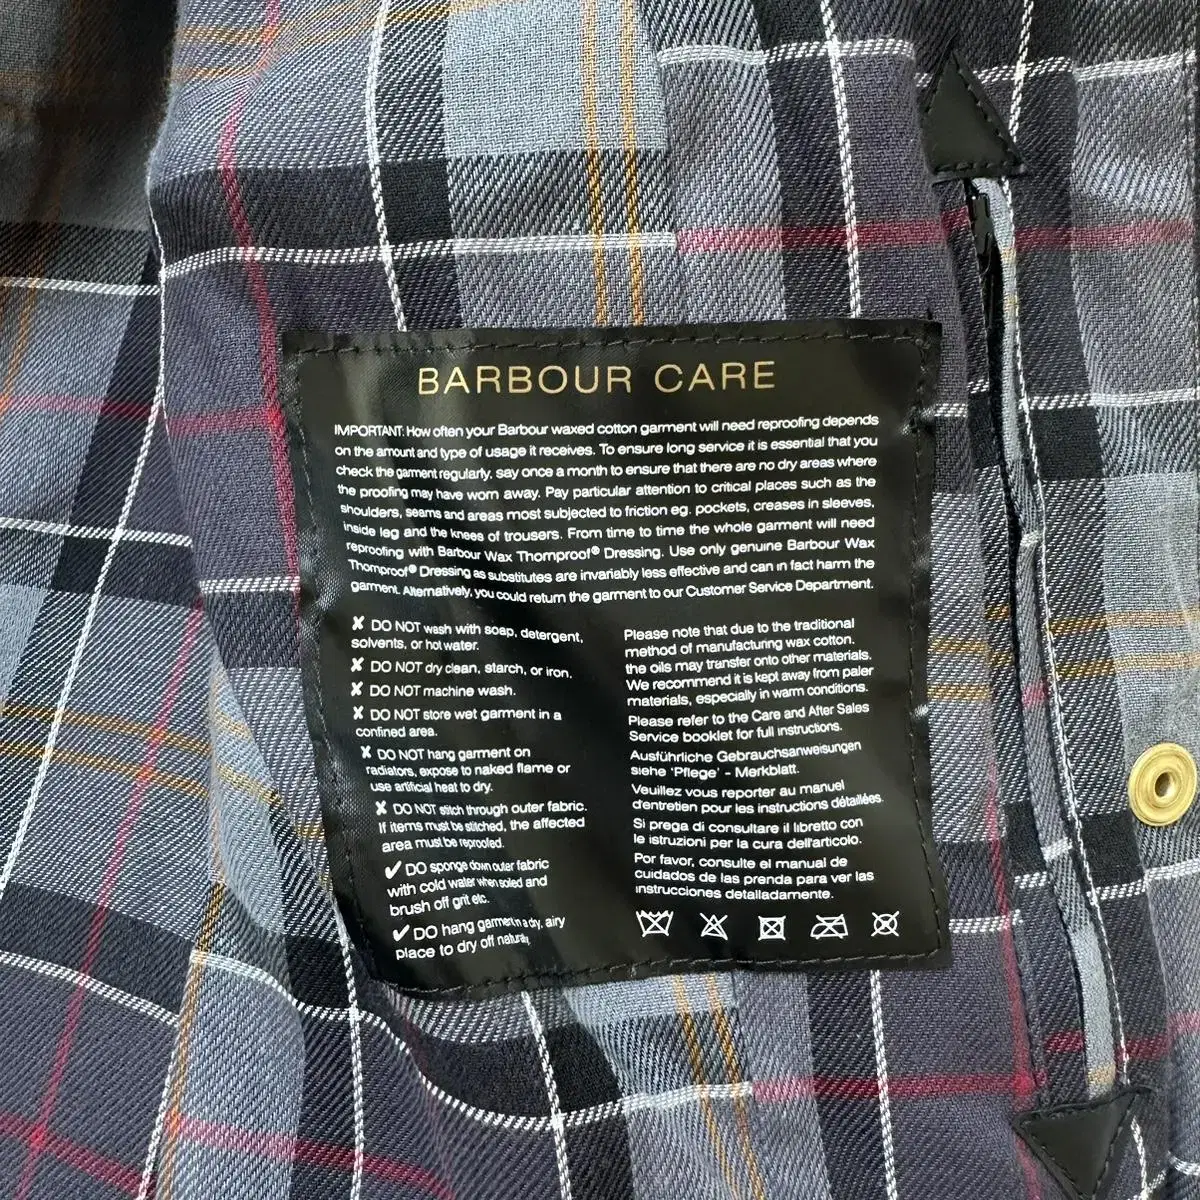 BARBOUR CARE
IMPORTANT: How often your Barbour waxed cotton garment will need reproofing depends
on the amount and type of usage it receives. To ensure long service it is essential that you
check the garment regularly, say once a month to ensure that there are no dry areas where
the proofing may have worn away. Pay particular attention to critical places such as the
shoulders, seams and areas most subjected to friction eg. pockets, creases in sleeves,
inside leg and the knees of trousers. From time to time the whole garment will need
reproofing with Barbour Wax Thornproof® Dressing. Use only genuine Barbour Wax
Thornproof® Dressing as substitutes are invariably less effective and can in fact harm the
garment. Alternatively, you could return the garment to our Customer Service Department.
✘ DO NOT wash with soap, detergent,
solvents, or hot water.
✘ DO NOT dry clean, starch, or iron.
✘ DO NOT machine wash.
✘ DO NOT store wet garment in a
confined area.
✘ DO NOT hang garment on
radiators, expose to naked flame or
use artificial heat to dry.
✘ DO NOT stitch through outer fabric.
If items must be stitched, the affected
area must be reproofed.
✔ DO sponge down outer fabric
with cold water when soiled and
brush off grit etc.
✔ DO hang garment in a dry, airy
place to dry off naturally.
Please note that due to the traditional
method of manufacturing wax cotton.
the oils may transfer onto other materials.
We recommend it is kept away from paler
materials, especially in warm conditions.
Please refer to the Care and After Sales
Service booklet for full instructions.
Ausführliche Gebrauchsanweisungen
siehe 'Pflege' - Merkblatt.
Veuillez vous reporter au manuel
d'entretien pour les instructions détaillées.
Si prega di consultare il libretto con
le istruzioni per la cura dell'articolo.
Por favor, consulte el manual de
cuidados de las prenda para ver las
instrucciones detalladamente.